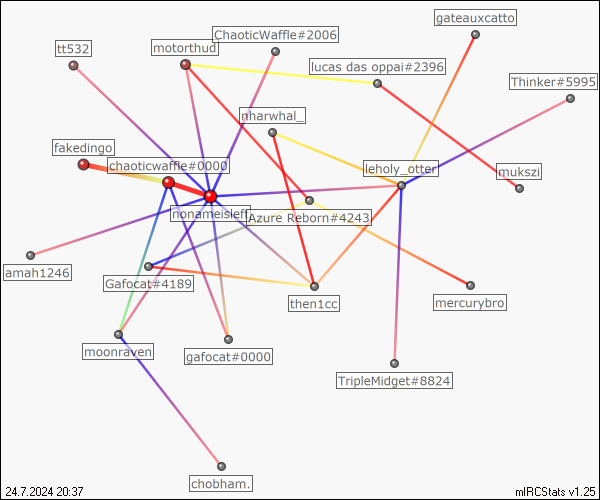 gateauxcatto
ChaoticWaffle#2006
tt532
motorthud
lucas das oppai#2396
Thinker#5995
nharwhal_
fakedingo
chaoticwaffle#0000
leholy_otter
mukszi
nonameisleff
Azure Reborn#4243
amah1246
Gafocat#4189
then1cc
mercurybro
moonraven
gafocat#0000
TripleMidget#8824
chobham.
24.7.2024 20:37
mIRCStats v1.25